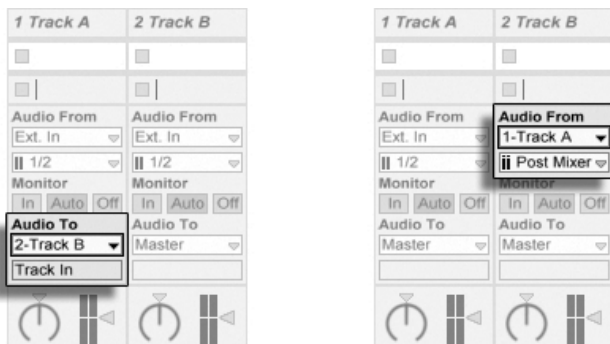 1 Track A
2 Track B
Audio From
Audio From
Ext. In
Ext. In
1/2
1/2
Monitor
Monitor
In Auto Off
In Auto Off
Audio To
Audio To
2-Track B
Master
Track In
1 Track A
2 Track B
Audio From
Audio From
Ext. In
1-Track A
1/2
Post Mixer
Monitor
Monitor
In Auto Off
In Auto Off
Audio To
Audio To
Master
Master